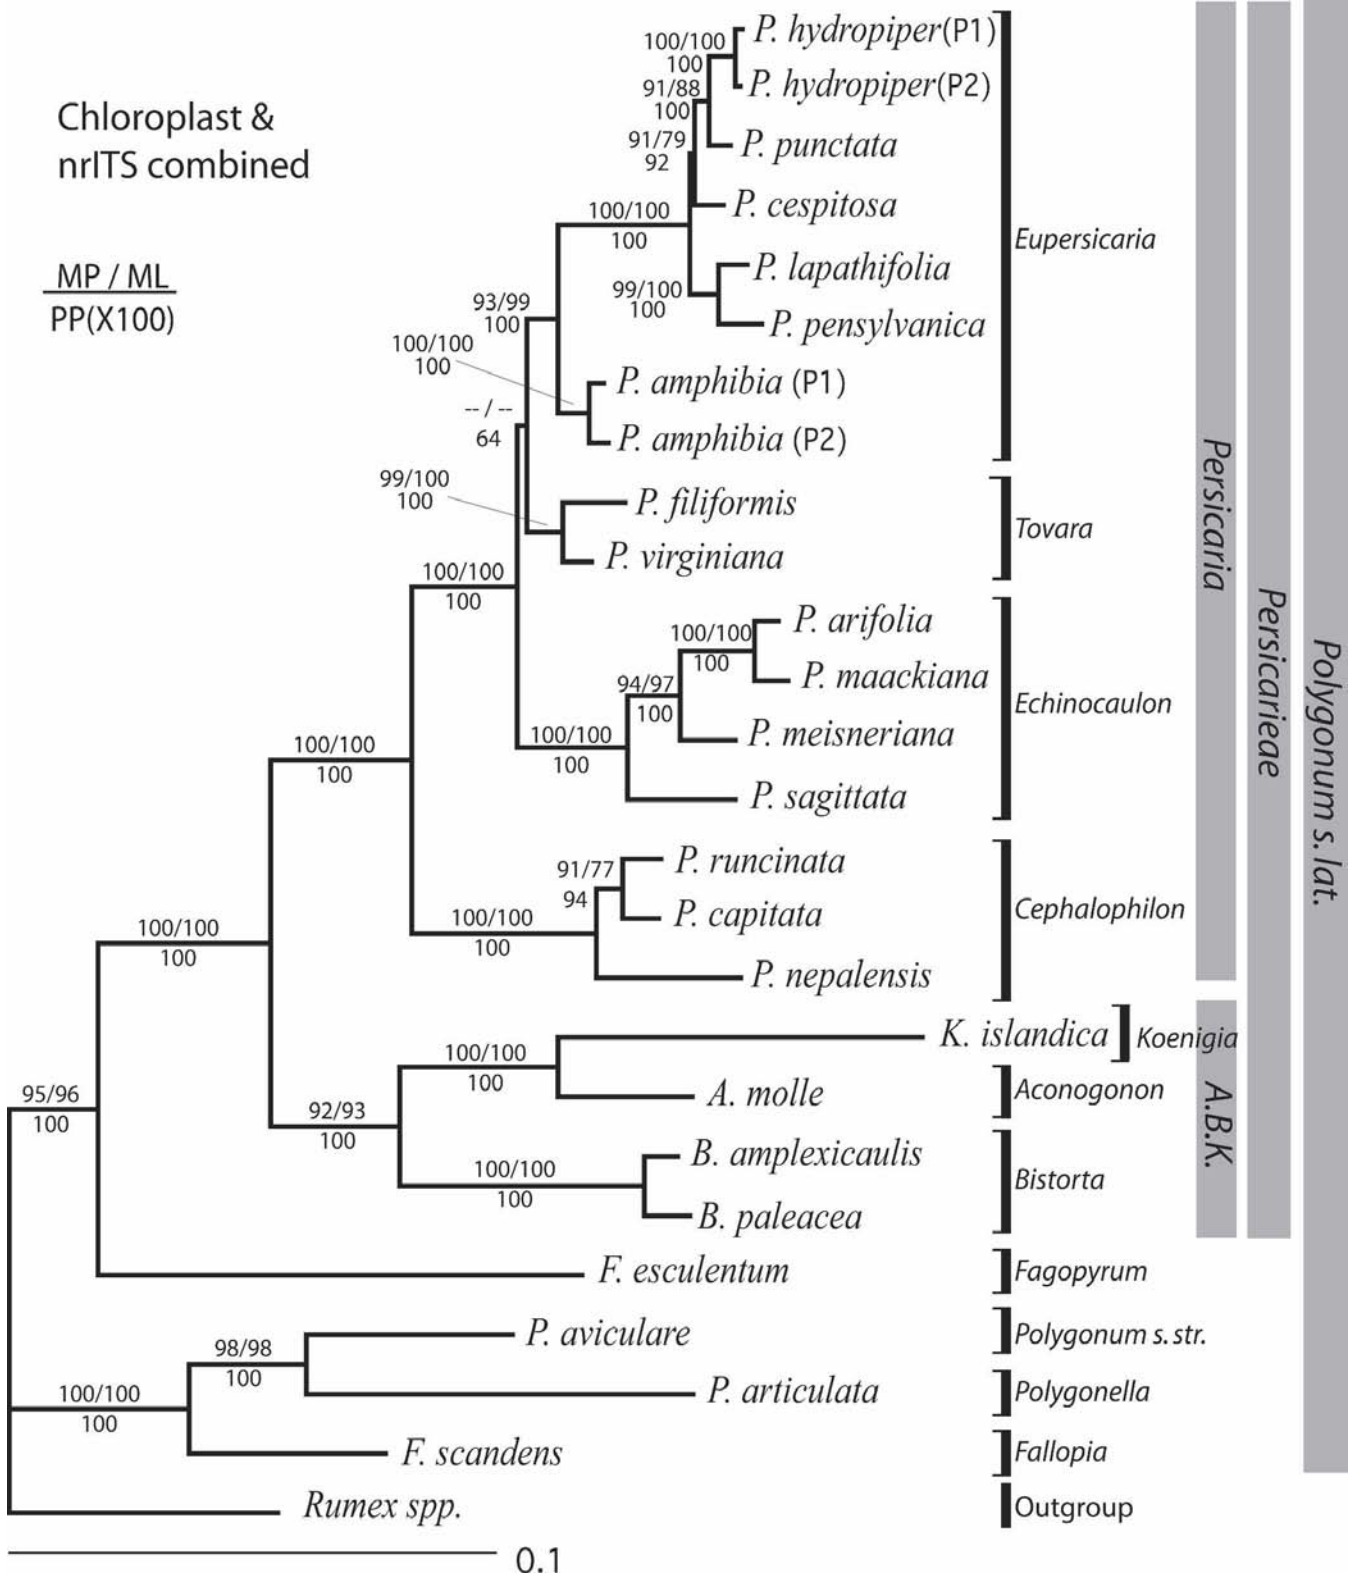 Chloroplast &
nrITS combined
MP / ML
PP(X100)
100/100
100
P. hydropiper(P1)
P. hydropiper(P2)
91/88
100
P. punctata
91/79
92
P. cespitosa
100/100
100
P. lapathifolia
99/100
100
P. pensylvanica
93/99
100
100/100
100
P. amphibia (P1)
P. amphibia (P2)
Eupersicaria
-- / --
64
99/100
100
P. filiformis
P. virginiana
Tovara
100/100
100
P. arifolia
100/100
100
P. maackiana
94/97
100
P. meisneriana
100/100
100
P. sagittata
Echinocaulon
100/100
100
P. runcinata
91/77
94
P. capitata
100/100
100
P. nepalensis
Cephalophilon
100/100
100
K. islandica
Koenigia
100/100
100
A. molle
Aconogonon
92/93
100
B. amplexicaulis
100/100
100
B. paleacea
Bistorta
95/96
100
F. esculentum
Fagopyrum
P. aviculare
Polygonum s. str.
98/98
100
P. articulata
Polygonella
100/100
100
F. scandens
Fallopia
Rumex spp.
Outgroup
0.1
Persicaria
A.B.K.
Persicarieae
Polygonum s. lat.